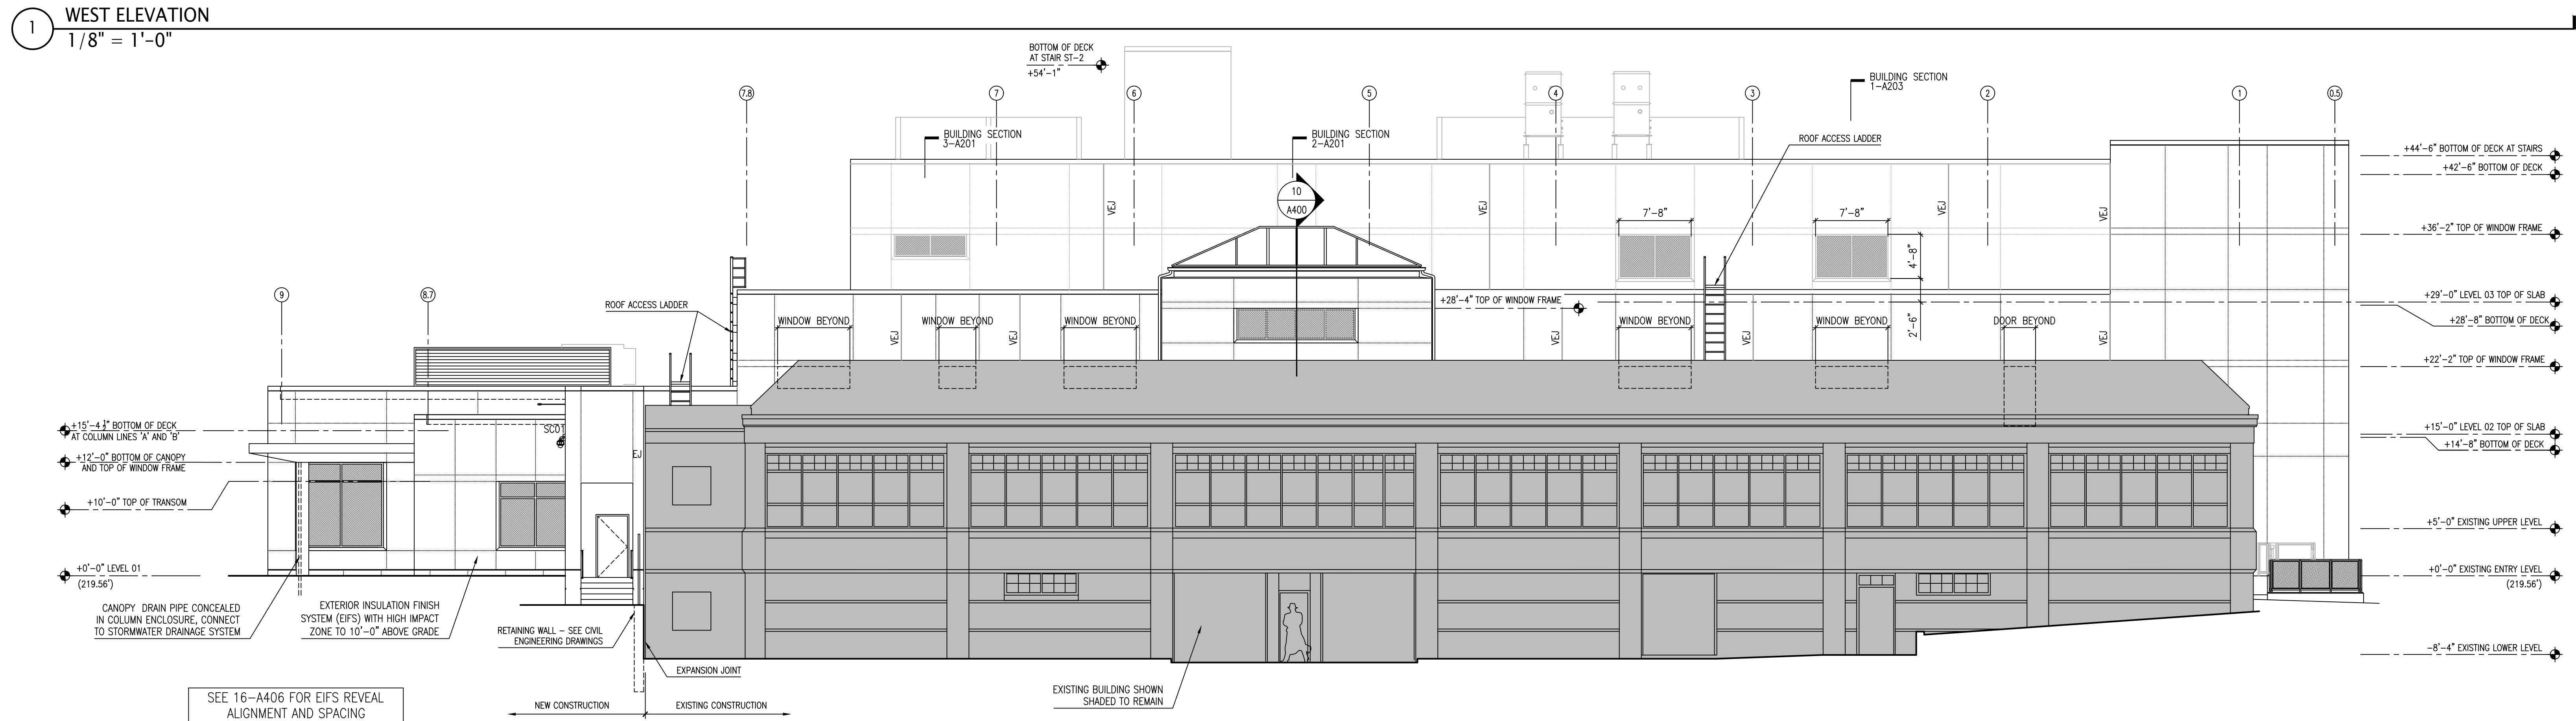 1
WEST ELEVATION
1/8" = 1'-0"
BOTTOM OF DECK
AT STAIR ST-2
+54'-1"
BUILDING SECTION
1-A203
7.8
7
6
5
4
3
2
1
0.5
BUILDING SECTION
3-A201
BUILDING SECTION
2-A201
ROOF ACCESS LADDER
+44'-6" BOTTOM OF DECK AT STAIRS
+42'-6" BOTTOM OF DECK
10
A400
VEJ
VEJ
VEJ
VEJ
7'-8"
7'-8"
+36'-2" TOP OF WINDOW FRAME
4'-8"
9
8.7
ROOF ACCESS LADDER
+28'-4" TOP OF WINDOW FRAME
+29'-0" LEVEL 03 TOP OF SLAB
+28'-8" BOTTOM OF DECK
WINDOW BEYOND
WINDOW BEYOND
WINDOW BEYOND
WINDOW BEYOND
WINDOW BEYOND
DOOR BEYOND
2'-6"
VEJ
VEJ
VEJ
VEJ
VEJ
+22'-2" TOP OF WINDOW FRAME
+15'-4 1/2" BOTTOM OF DECK
AT COLUMN LINES 'A' AND 'B'
SC01
EJ
+15'-0" LEVEL 02 TOP OF SLAB
+14'-8" BOTTOM OF DECK
+12'-0" BOTTOM OF CANOPY
AND TOP OF WINDOW FRAME
+10'-0" TOP OF TRANSOM
+5'-0" EXISTING UPPER LEVEL
+0'-0" LEVEL 01
(219.56')
+0'-0" EXISTING ENTRY LEVEL
(219.56')
CANOPY DRAIN PIPE CONCEALED
IN COLUMN ENCLOSURE, CONNECT
TO STORMWATER DRAINAGE SYSTEM
EXTERIOR INSULATION FINISH
SYSTEM (EIFS) WITH HIGH IMPACT
ZONE TO 10'-0" ABOVE GRADE
RETAINING WALL - SEE CIVIL
ENGINEERING DRAWINGS
-8'-4" EXISTING LOWER LEVEL
EXPANSION JOINT
EXISTING BUILDING SHOWN
SHADED TO REMAIN
SEE 16-A406 FOR EIFS REVEAL
ALIGNMENT AND SPACING
NEW CONSTRUCTION
EXISTING CONSTRUCTION